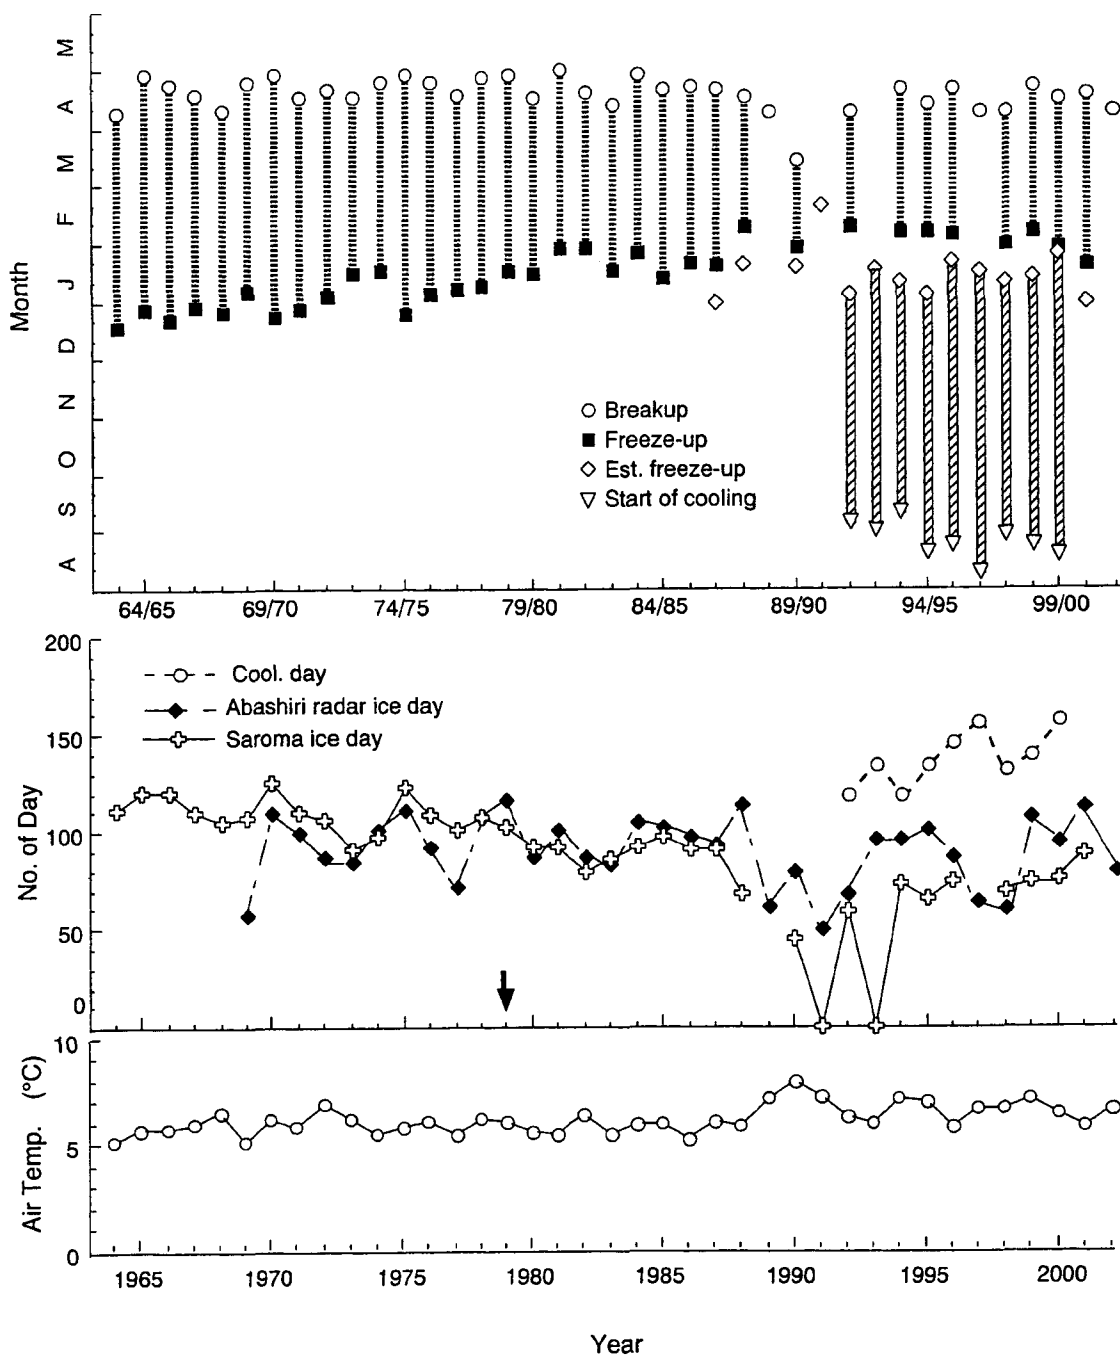 M
A
M
F
J
D
N
O
S
A
Month
Breakup
Freeze-up
Est. freeze-up
Start of cooling
64/65 69/70 74/75 79/80 84/85 89/90 94/95 99/00
200
150
100
50
0
No. of Day
Cool. day
Abashiri radar ice day
Saroma ice day
10
5
0
Air Temp. (°C)
1965 1970 1975 1980 1985 1990 1995 2000
Year